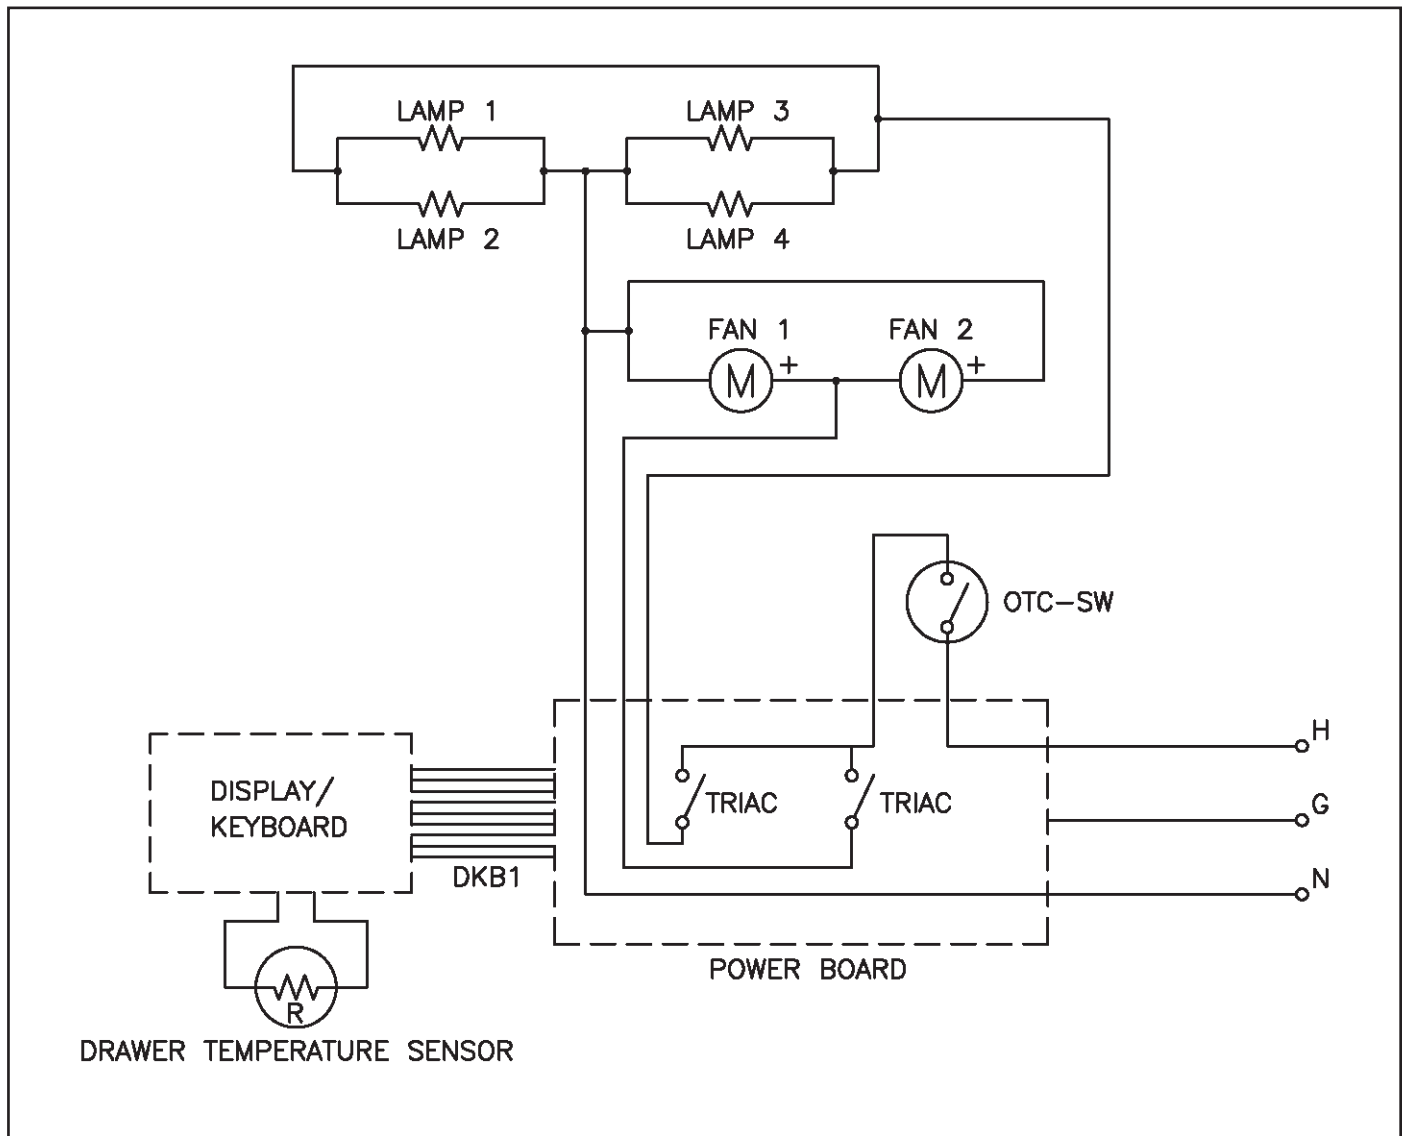 LAMP 1
LAMP 3
LAMP 2
LAMP 4
FAN 1
FAN 2
M
+
M
+
OTC-SW
H
DISPLAY/
KEYBOARD
TRIAC
TRIAC
G
DKB1
N
POWER BOARD
R
DRAWER TEMPERATURE SENSOR